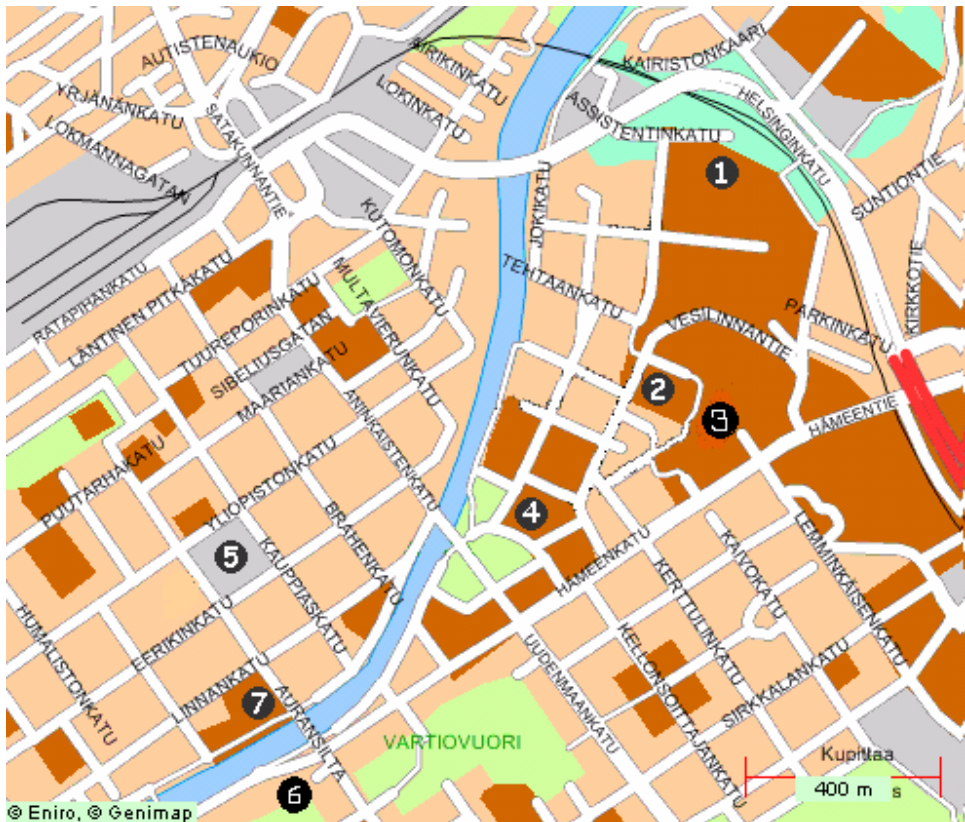 AUTISTENAUKIO
AIRIKINKATU
KAIRISTONKAARI
YRJÄNÄNKATU
LOKINKATU
HELSINGINKATU
ASSISTENTINKATU
LOKMANNAGATAN
SATAKUNNANTIE
1
SUNTIONTIE
KUTOMONKATU
JOKIKATU
TEHTAANKATU
KIRKKOTIE
RATAPIHANKATU
LÄNTINEN PITKÄKATU
MULTAVIERUNKATU
PARKINKATU
VESILINNANTIE
TUUREPORINKATU
SIBELIUSGATAN
MAARIANKATU
2
3
HÄMEENTIE
ANINKAISTENKATU
PUUTARHAKATU
YLIOPISTONKATU
4
BRAHENKATU
5
KAUPPIASKATU
HÄMEENKATU
LEMMINKÄISENKATU
KAIVOKATU
KERTTULINKATU
HUMALISTONKATU
EERIKINKATU
UUDENMAANKATU
KELLONSOITTAJANKATU
LINNANKATU
7
AURANSILTA
SIRKKALANKATU
VARTIOVUORI
Kupittaa
6
400 m
s
© Eniro, © Genimap